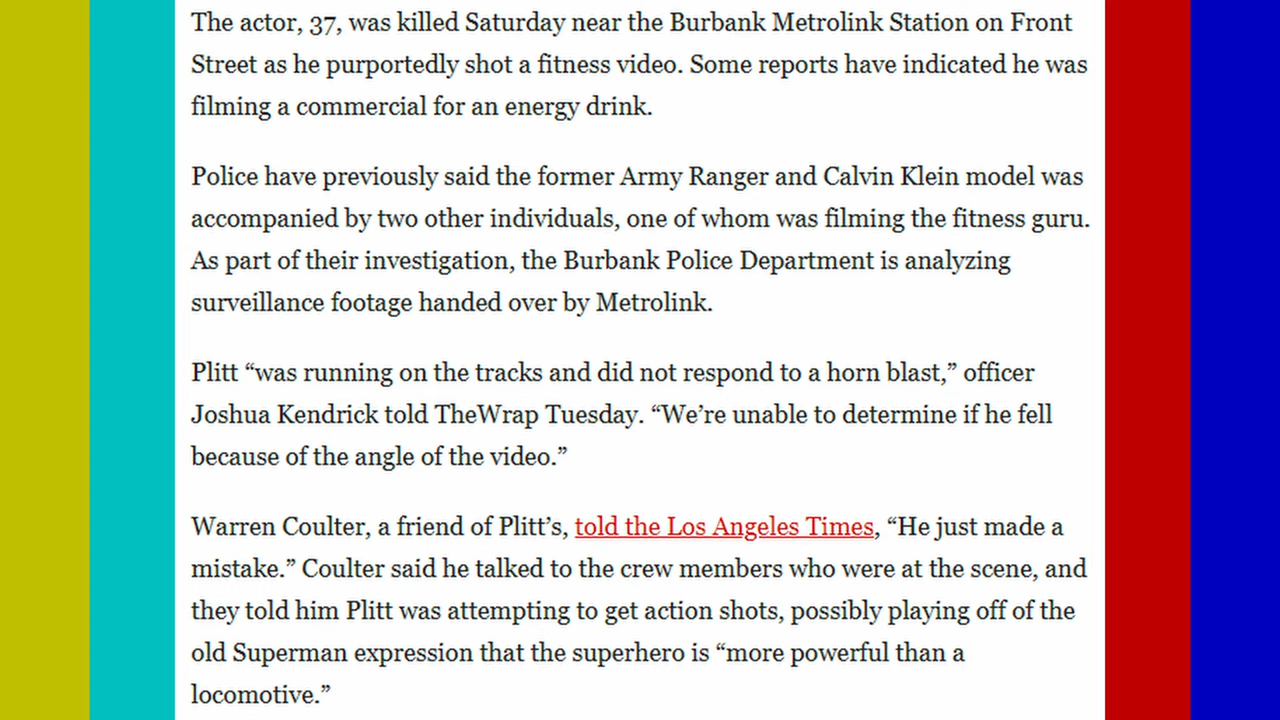 The actor, 37, was killed Saturday near the Burbank Metrolink Station on Front
Street as he purportedly shot a fitness video. Some reports have indicated he was
filming a commercial for an energy drink.
Police have previously said the former Army Ranger and Calvin Klein model was
accompanied by two other individuals, one of whom was filming the fitness guru.
As part of their investigation, the Burbank Police Department is analyzing
surveillance footage handed over by Metrolink.
Plitt “was running on the tracks and did not respond to a horn blast,” officer
Joshua Kendrick told TheWrap Tuesday. “We’re unable to determine if he fell
because of the angle of the video.”
Warren Coulter, a friend of Plitt’s, told the Los Angeles Times, “He just made a
mistake.” Coulter said he talked to the crew members who were at the scene, and
they told him Plitt was attempting to get action shots, possibly playing off of the
old Superman expression that the superhero is “more powerful than a
locomotive.”